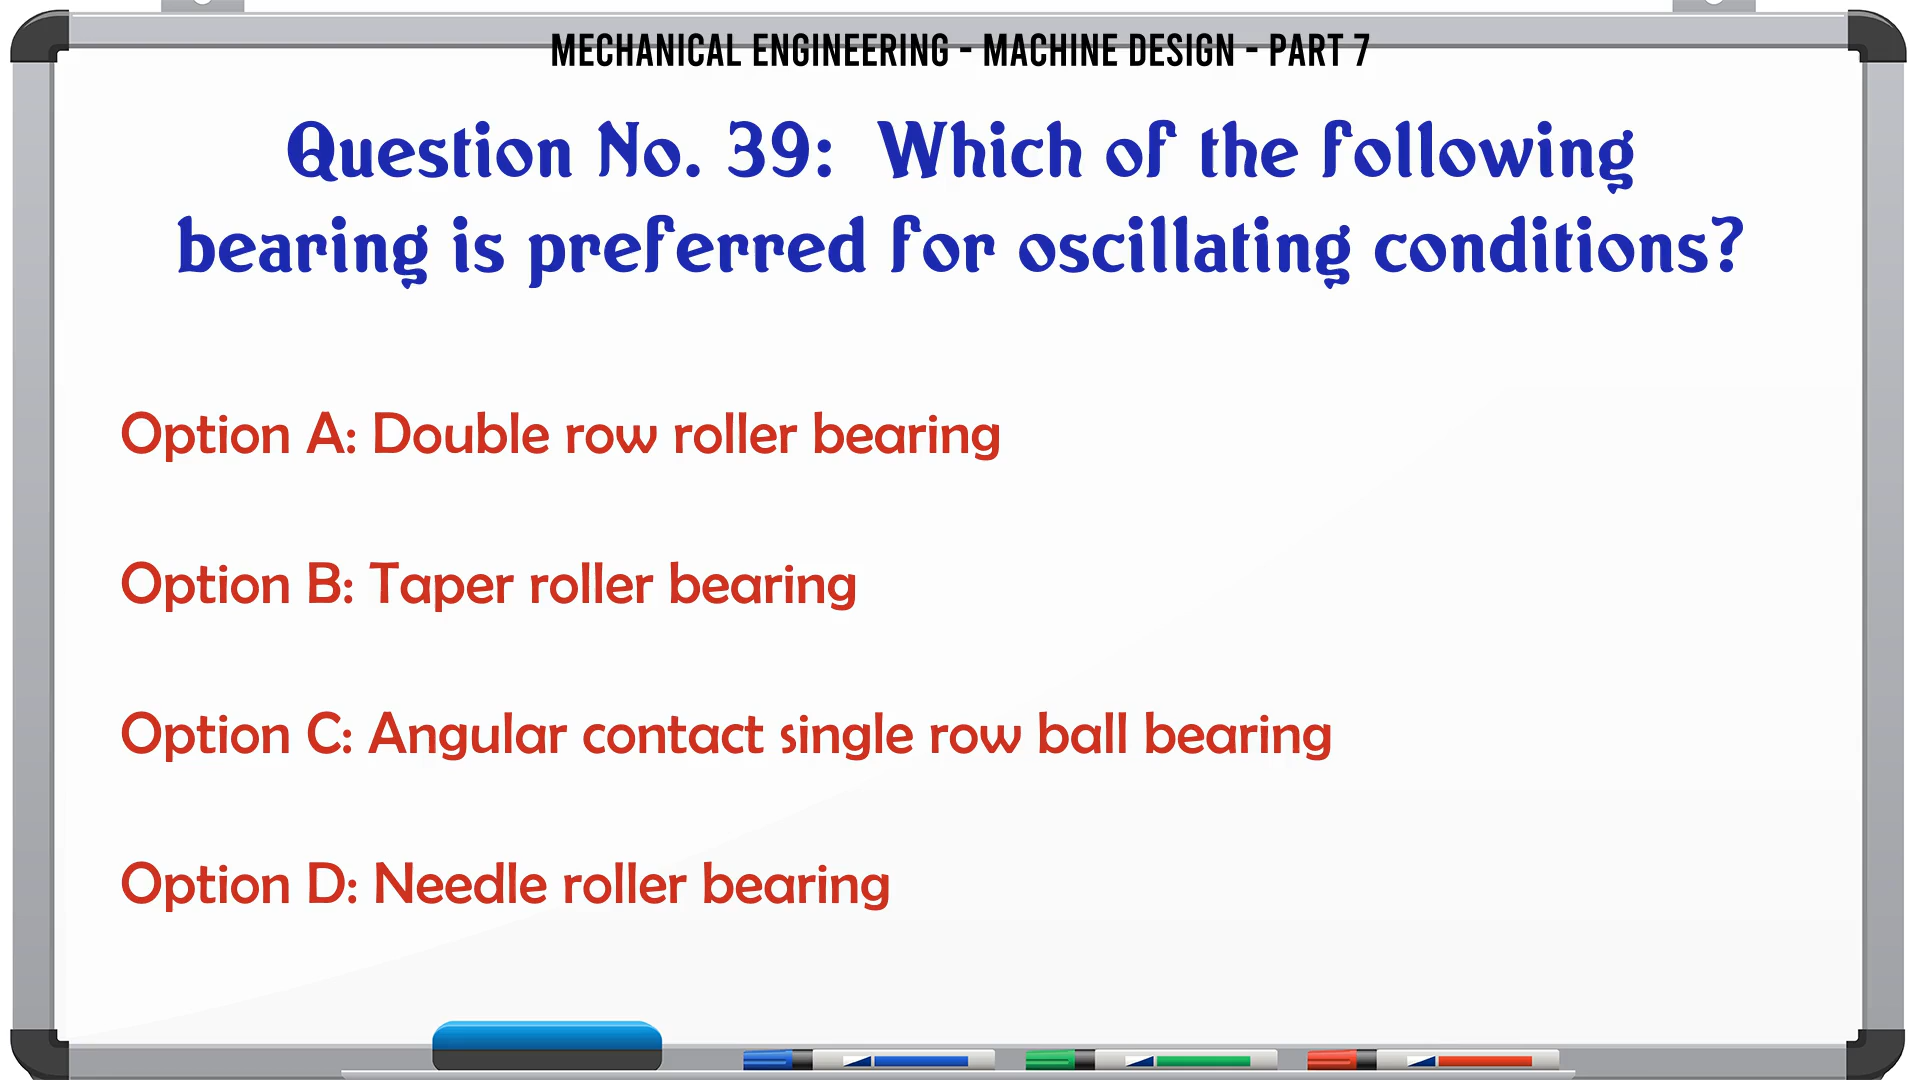 MECHANICAL ENGINEERING - MACHINE DESIGN - PART 7
Question No. 39: Which of the following
bearing is preferred for oscillating conditions?
Option A: Double row roller bearing
Option B: Taper roller bearing
Option C: Angular contact single row ball bearing
Option D: Needle roller bearing